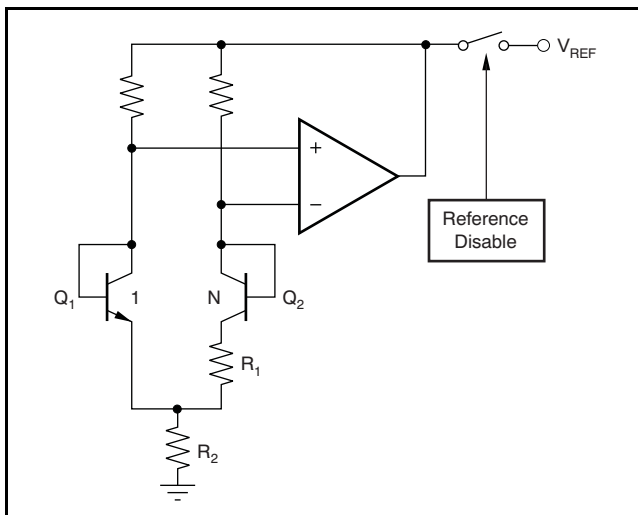 V_REF
+
−
Reference
Disable
Q₁
1
N
Q₂
R₁
R₂